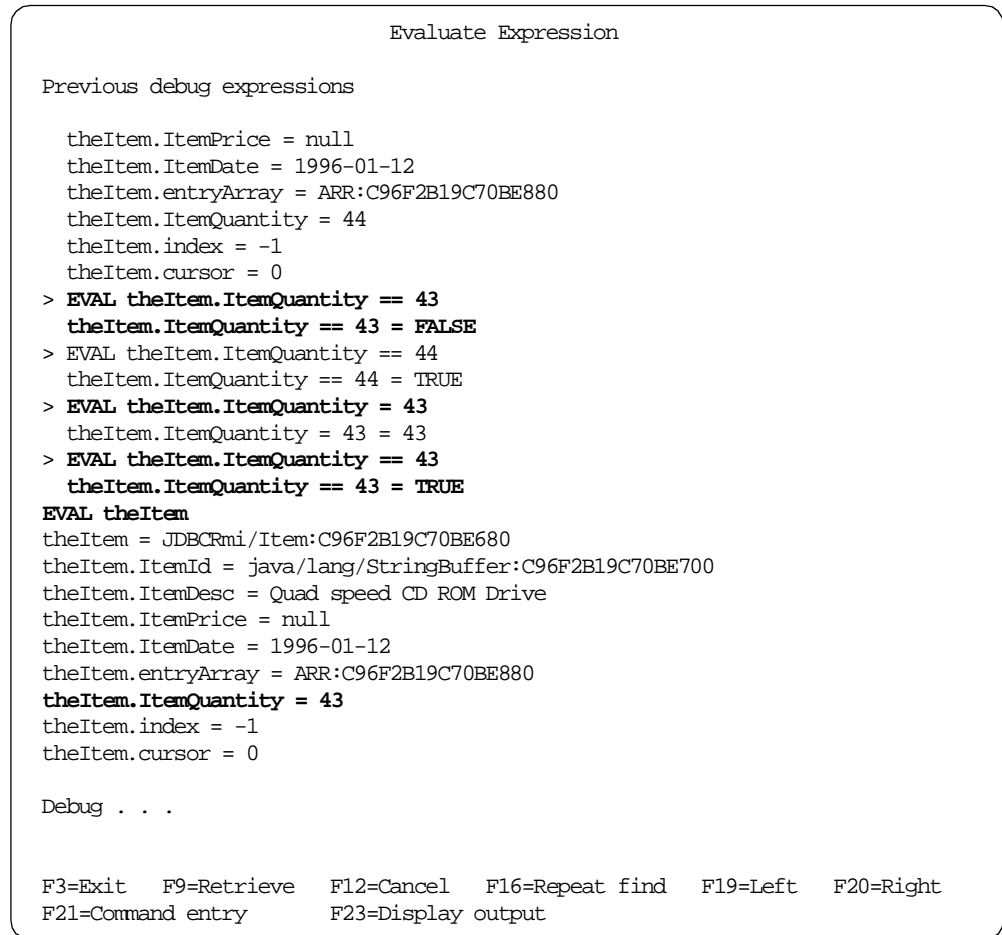 Evaluate Expression
Previous debug expressions
theItem.ItemPrice = null
theItem.ItemDate = 1996-01-12
theItem.entryArray = ARR:C96F2B19C70BE880
theItem.ItemQuantity = 44
theItem.index = -1
theItem.cursor = 0
> EVAL theItem.ItemQuantity == 43
theItem.ItemQuantity == 43 = FALSE
> EVAL theItem.ItemQuantity == 44
theItem.ItemQuantity == 44 = TRUE
> EVAL theItem.ItemQuantity = 43
theItem.ItemQuantity = 43 = 43
> EVAL theItem.ItemQuantity == 43
theItem.ItemQuantity == 43 = TRUE
EVAL theItem
theItem = JDBCRmi/Item:C96F2B19C70BE680
theItem.ItemId = java/lang/StringBuffer:C96F2B19C70BE700
theItem.ItemDesc = Quad speed CD ROM Drive
theItem.ItemPrice = null
theItem.ItemDate = 1996-01-12
theItem.entryArray = ARR:C96F2B19C70BE880
theItem.ItemQuantity = 43
theItem.index = -1
theItem.cursor = 0
Debug . . .
F3=Exit F9=Retrieve F12=Cancel F16=Repeat find F19=Left F20=Right
F21=Command entry F23=Display output